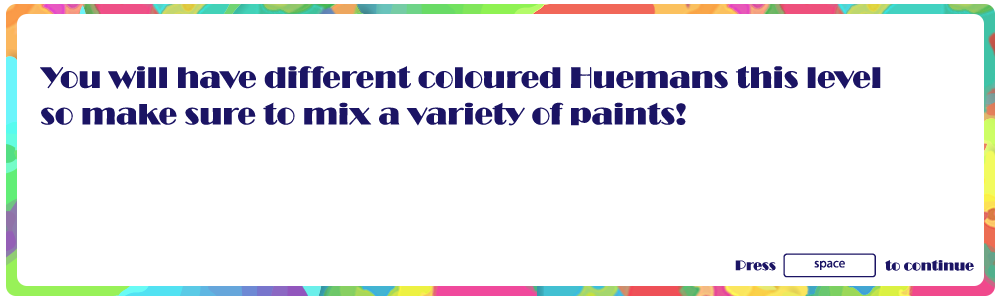 You will have different coloured Huemans this level
so make sure to mix a variety of paints!
Press space to continue